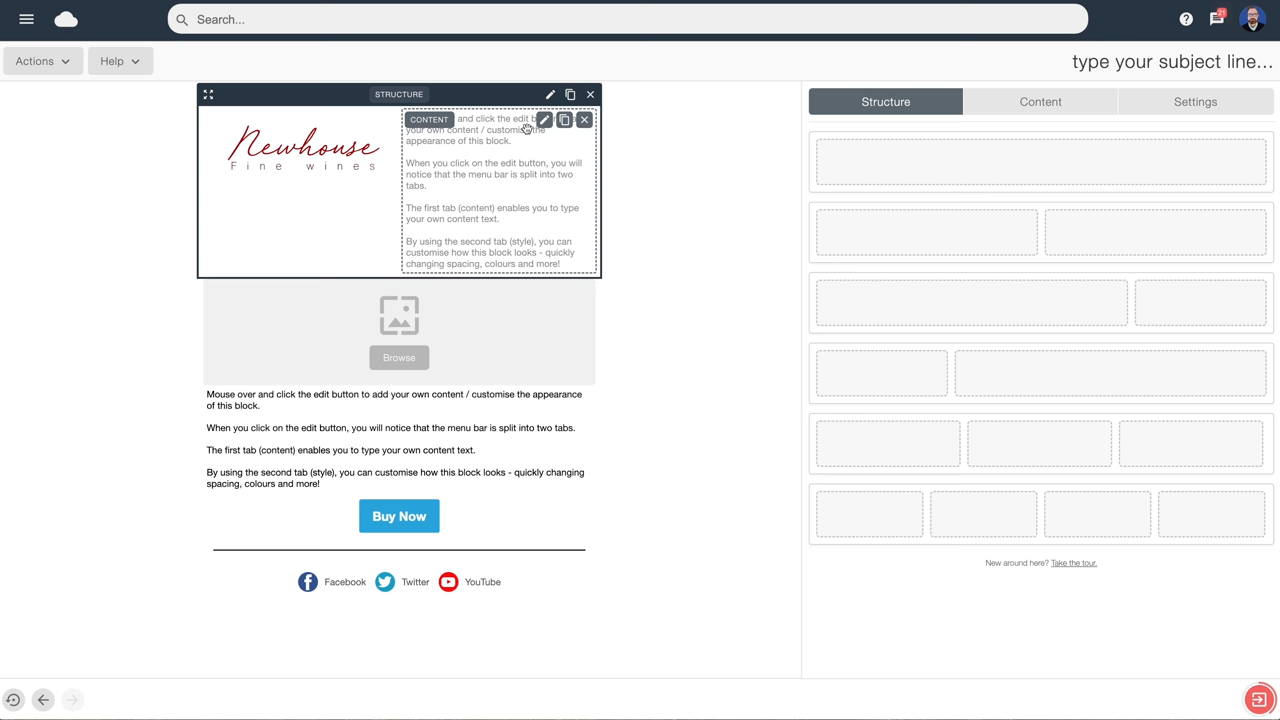 Search...
21
Actions
Help
type your subject line...
STRUCTURE
Structure
Content
Settings
Newhouse
Fine wines
CONTENT
and click the edit
your own content / customise the
appearance of this block.
When you click on the edit button, you will
notice that the menu bar is split into two
tabs.
The first tab (content) enables you to type
your own content text.
By using the second tab (style), you can
customise how this block looks - quickly
changing spacing, colours and more!
Browse
Mouse over and click the edit button to add your own content / customise the appearance
of this block.
When you click on the edit button, you will notice that the menu bar is split into two tabs.
The first tab (content) enables you to type your own content text.
By using the second tab (style), you can customise how this block looks - quickly changing
spacing, colours and more!
Buy Now
Facebook
Twitter
YouTube
New around here? Take the tour.